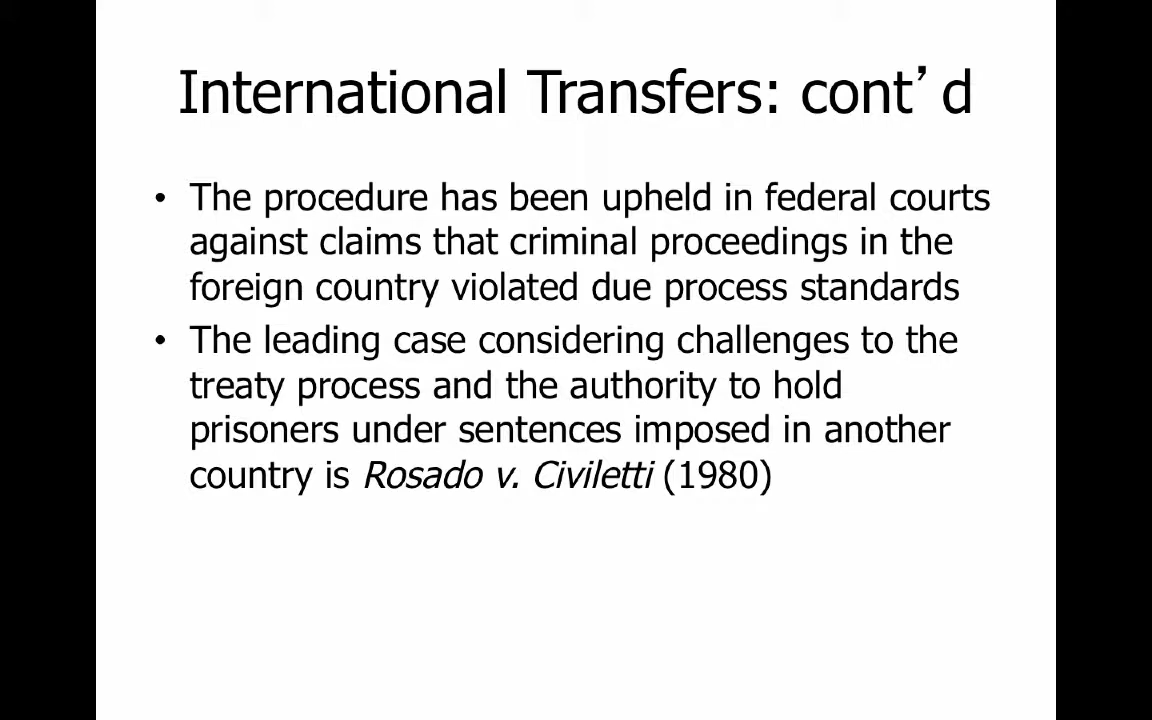 International Transfers: cont’d
• The procedure has been upheld in federal courts
against claims that criminal proceedings in the
foreign country violated due process standards
• The leading case considering challenges to the
treaty process and the authority to hold
prisoners under sentences imposed in another
country is Rosado v. Civiletti (1980)